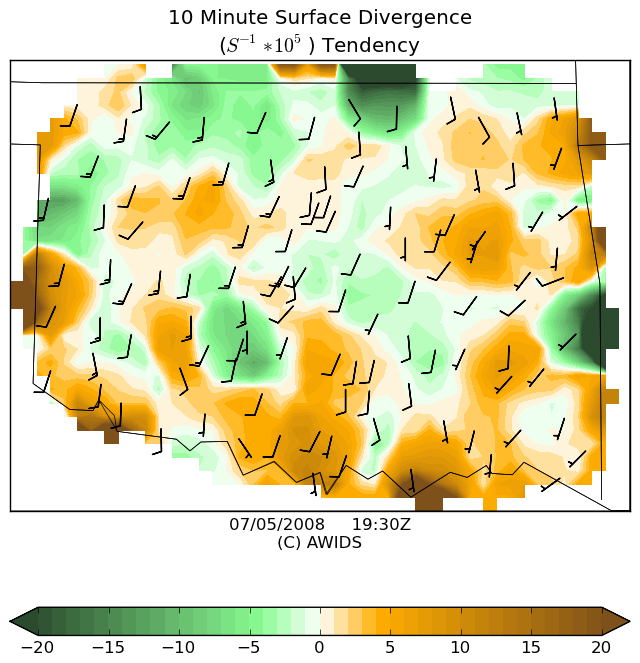 10 Minute Surface Divergence
(S⁻¹ *10⁵ ) Tendency
07/05/2008 19:30Z
(C) AWIDS
−20 −15 −10 −5 0 5 10 15 20